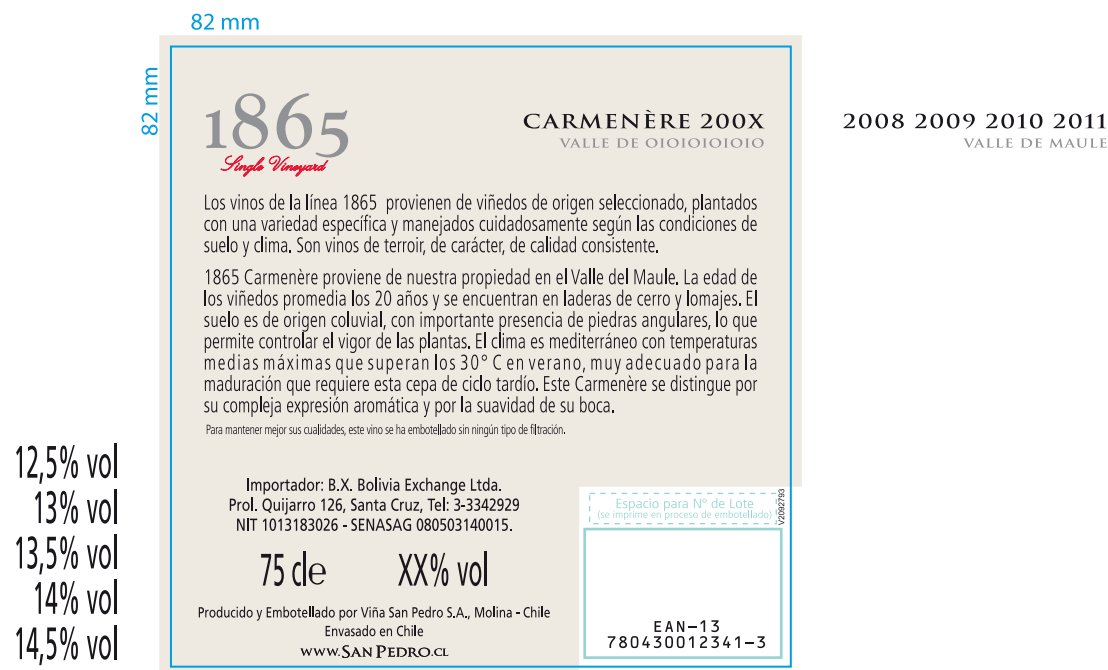 82 mm
82 mm
1865
Single Vineyard
CARMENÈRE 200X
VALLE DE OIOIOIOIOIO
2008 2009 2010 2011
VALLE DE MAULE
Los vinos de la línea 1865 provienen de viñedos de origen seleccionado, plantados
con una variedad específica y manejados cuidadosamente según las condiciones de
suelo y clima. Son vinos de terroir, de carácter, de calidad consistente.
1865 Carmenère proviene de nuestra propiedad en el Valle del Maule. La edad de
los viñedos promedia los 20 años y se encuentran en laderas de cerro y lomajes. El
suelo es de origen coluvial, con importante presencia de piedras angulares, lo que
permite controlar el vigor de las plantas. El clima es mediterráneo con temperaturas
medias máximas que superan los 30° C en verano, muy adecuado para la
maduración que requiere esta cepa de ciclo tardío. Este Carmenère se distingue por
su compleja expresión aromática y por la suavidad de su boca.
Para mantener mejor sus cualidades, este vino se ha embotellado sin ningún tipo de filtración.
12,5% vol
13% vol
13,5% vol
14% vol
14,5% vol
Importador: B.X. Bolivia Exchange Ltda.
Prol. Quijarro 126, Santa Cruz, Tel: 3-3342929
NIT 1013183026 - SENASAG 080503140015.
75 cle XX% vol
Producido y Embotellado por Viña San Pedro S.A., Molina - Chile
Envasado en Chile
WWW.SAN PEDRO.CL
Espacio para Nº de Lote
(se imprime en proceso de embotellado)
V2092793
EAN-13
780430012341-3